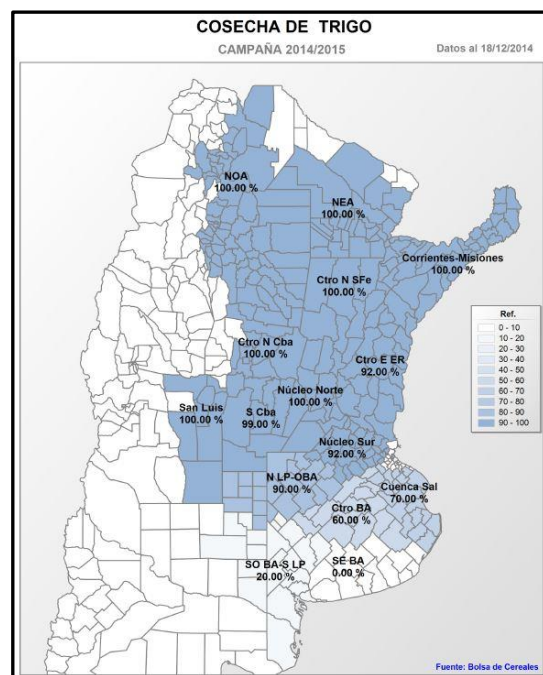 COSECHA DE TRIGO
CAMPAÑA 2014/2015
Datos al 18/12/2014
NOA
100.00 %
NEA
100.00 %
Corrientes-Misiones
100.00 %
Ctro N SFe
100.00 %
Ctro N Cba
100.00 %
Ctro E ER
92.00 %
Núcleo Norte
100.00 %
San Luis
100.00 %
S Cba
99.00 %
Núcleo Sur
92.00 %
N LP-OBA
90.00 %
Cuenca Sal
70.00 %
Ctro BA
60.00 %
SO BA-S LP
20.00 %
SE BA
0.00 %
Ref.
0 - 10
10 - 20
20 - 30
30 - 40
40 - 50
50 - 60
60 - 70
70 - 80
80 - 90
90 - 100
Fuente: Bolsa de Cereales